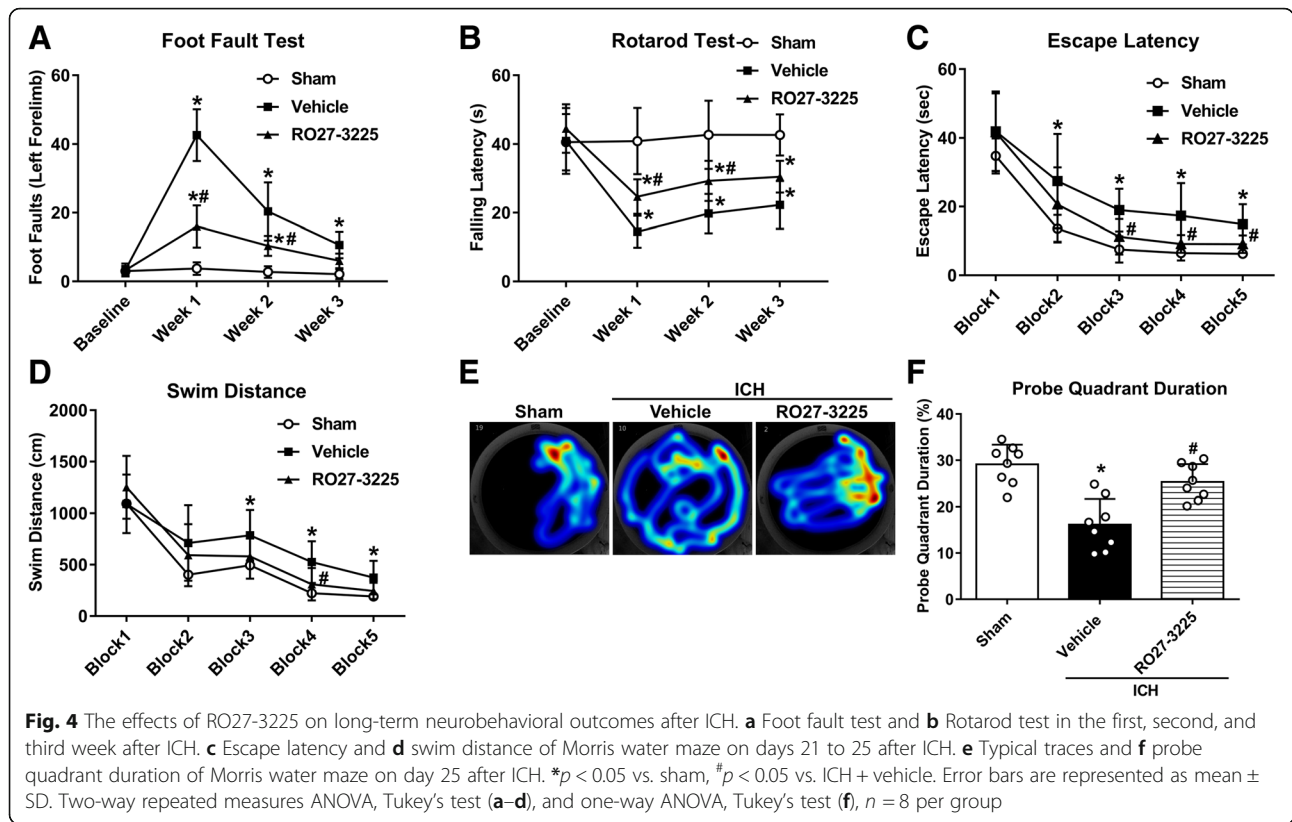 A
Foot Fault Test
Foot Faults (Left Forelimb)
60
40
20
0
Sham
Vehicle
RO27-3225
*
*#
*
*#
*
Baseline
Week 1
Week 2
Week 3
B
Rotarod Test
Falling Latency (s)
60
40
20
0
Sham
Vehicle
RO27-3225
*#
*
*#
*
*
*
Baseline
Week 1
Week 2
Week 3
C
Escape Latency
Escape Latency (sec)
60
40
20
0
Sham
Vehicle
RO27-3225
*
*
*
*
#
#
#
Block1
Block2
Block3
Block4
Block5
D
Swim Distance
Swim Distance (cm)
2000
1500
1000
500
0
Sham
Vehicle
RO27-3225
*
*
*
#
Block1
Block2
Block3
Block4
Block5
E
ICH
Sham
Vehicle
RO27-3225
19
10
2
F
Probe Quadrant Duration
Probe Quadrant Duration (%)
40
30
20
10
0
*
#
Sham
Vehicle
RO27-3225
ICH
Fig. 4 The effects of RO27-3225 on long-term neurobehavioral outcomes after ICH. a Foot fault test and b Rotarod test in the first, second, and
third week after ICH. c Escape latency and d swim distance of Morris water maze on days 21 to 25 after ICH. e Typical traces and f probe
quadrant duration of Morris water maze on day 25 after ICH. *p < 0.05 vs. sham, #p < 0.05 vs. ICH + vehicle. Error bars are represented as mean ±
SD. Two-way repeated measures ANOVA, Tukey's test (a–d), and one-way ANOVA, Tukey's test (f), n = 8 per group